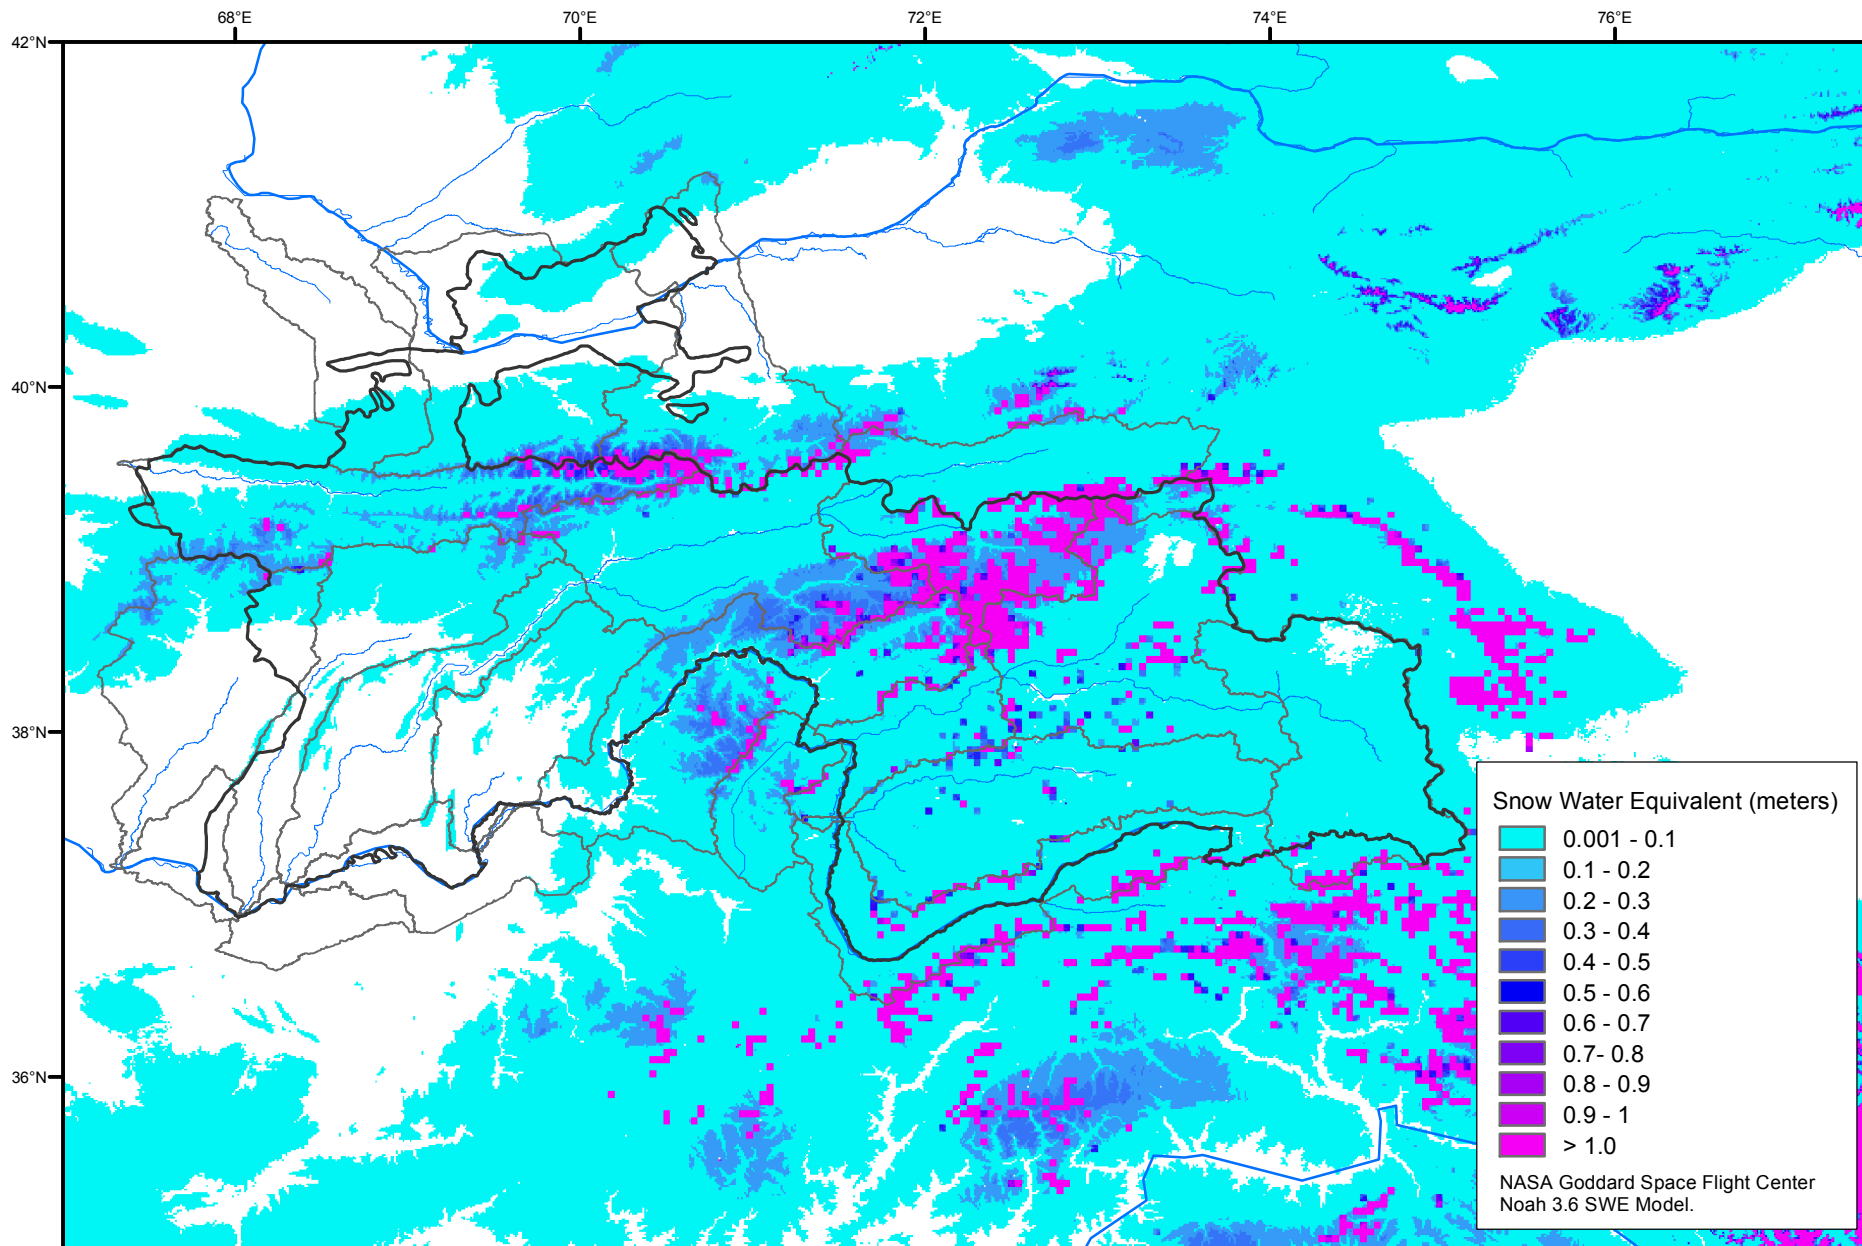 68°E
70°E
72°E
74°E
76°E
42°N
40°N
38°N
36°N
Snow Water Equivalent (meters)
0.001 - 0.1
0.1 - 0.2
0.2 - 0.3
0.3 - 0.4
0.4 - 0.5
0.5 - 0.6
0.6 - 0.7
0.7- 0.8
0.8 - 0.9
0.9 - 1
> 1.0
NASA Goddard Space Flight Center
Noah 3.6 SWE Model.